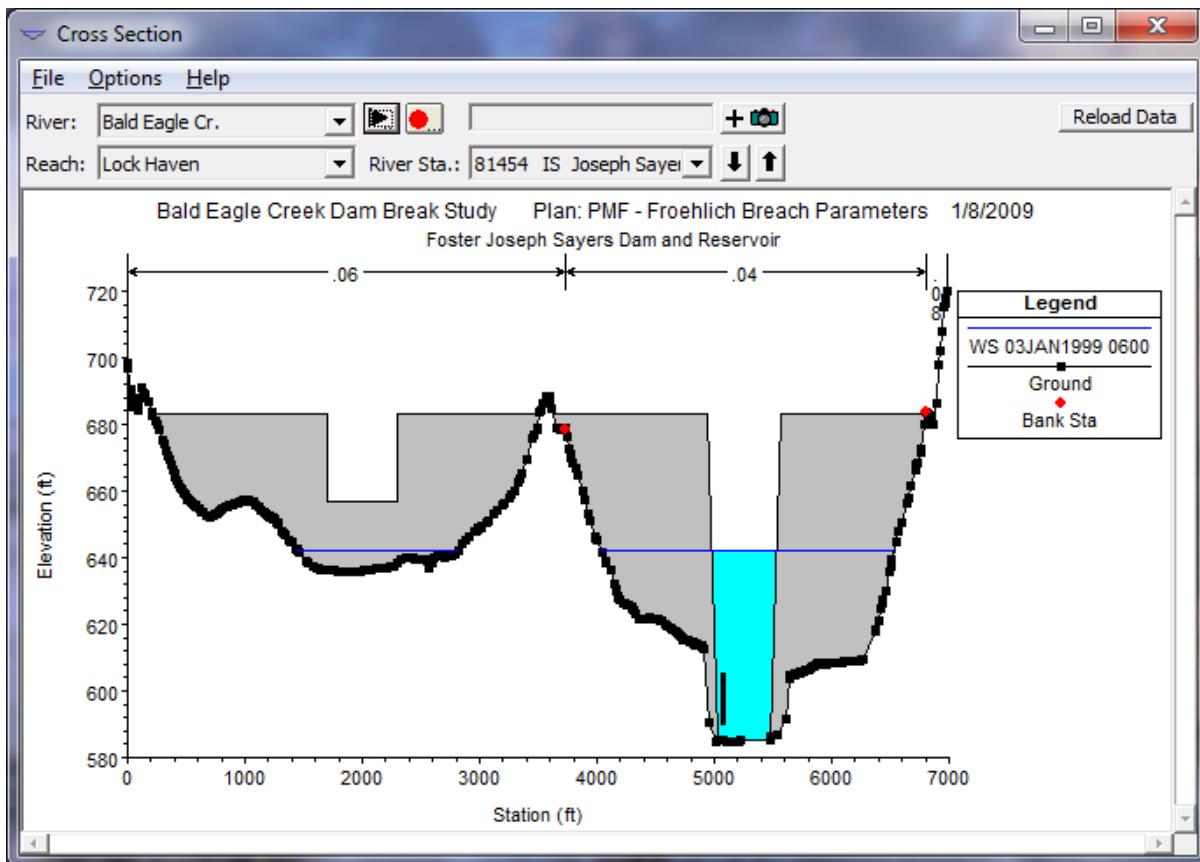 Cross Section
File Options Help
River: Bald Eagle Cr. Reload Data
Reach: Lock Haven River Sta.: 81454 IS Joseph Sayer
Bald Eagle Creek Dam Break Study Plan: PMF - Froehlich Breach Parameters 1/8/2009
Foster Joseph Sayers Dam and Reservoir
.06 .04 .08
720
700
680
660
640
620
600
580
0 1000 2000 3000 4000 5000 6000 7000
Elevation (ft)
Station (ft)
Legend
WS 03JAN1999 0600
Ground
Bank Sta